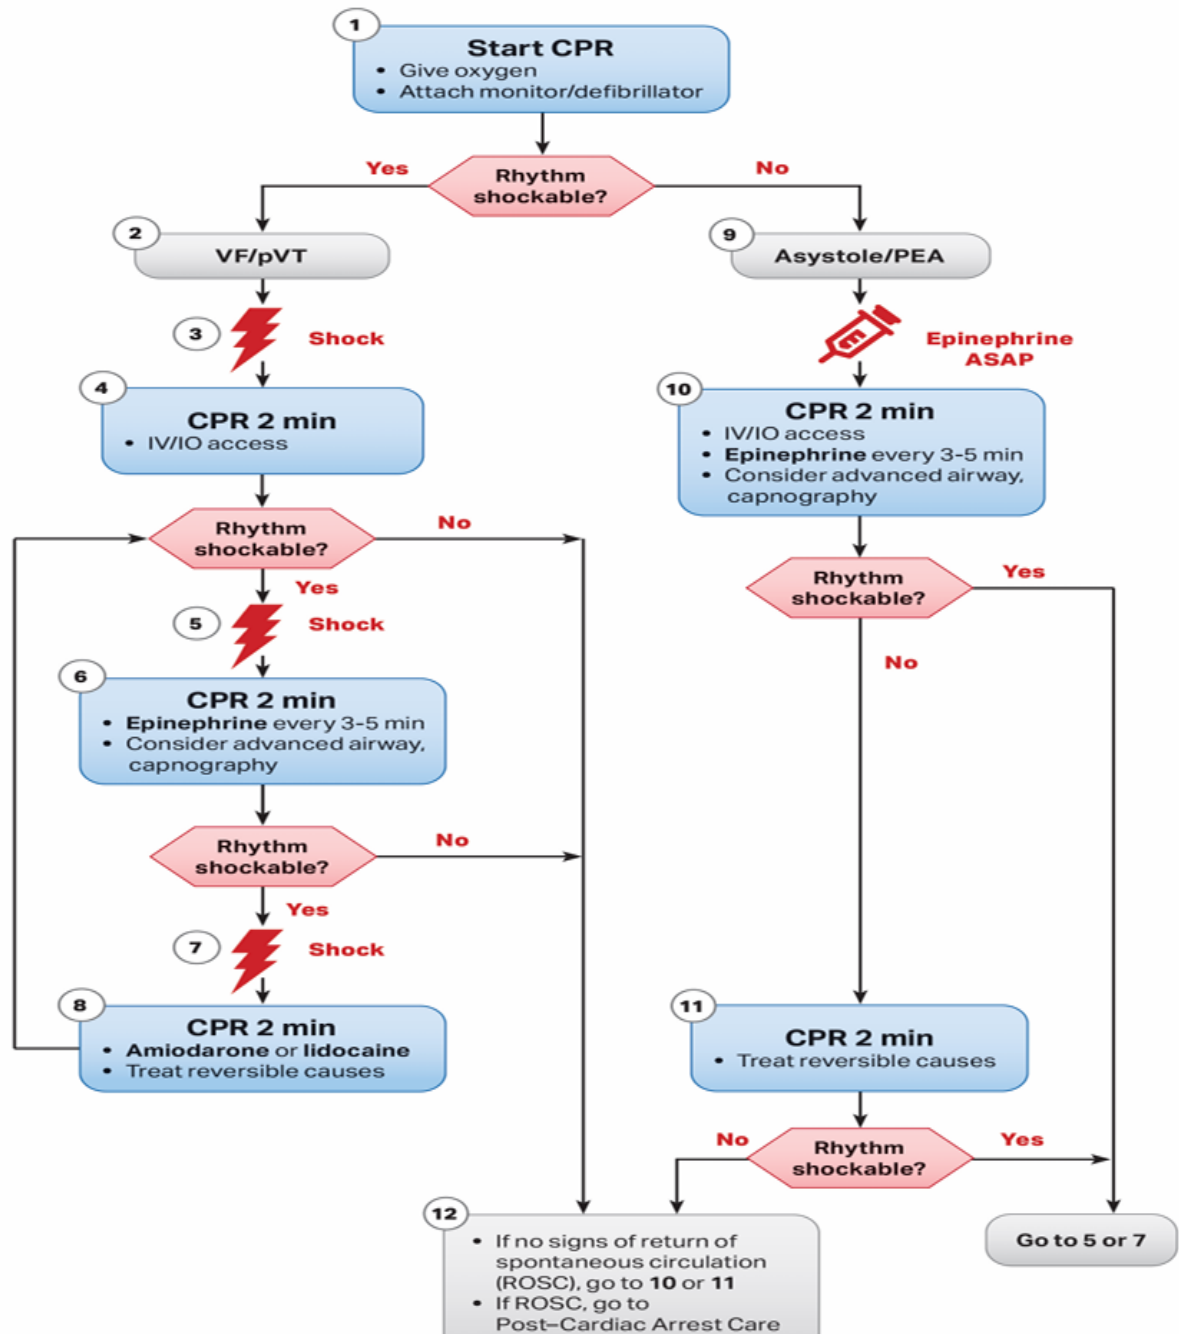 1
Start CPR
• Give oxygen
• Attach monitor/defibrillator
Rhythm
shockable?
Yes
No
2
VF/pVT
3
Shock
4
CPR 2 min
• IV/IO access
Rhythm
shockable?
No
Yes
5
Shock
6
CPR 2 min
• Epinephrine every 3-5 min
• Consider advanced airway,
capnography
Rhythm
shockable?
No
Yes
7
Shock
8
CPR 2 min
• Amiodarone or lidocaine
• Treat reversible causes
9
Asystole/PEA
E
Epinephrine
ASAP
10
CPR 2 min
• IV/IO access
• Epinephrine every 3-5 min
• Consider advanced airway,
capnography
Rhythm
shockable?
Yes
No
11
CPR 2 min
• Treat reversible causes
Rhythm
shockable?
No
Yes
12
• If no signs of return of
spontaneous circulation
(ROSC), go to 10 or 11
• If ROSC, go to
Post–Cardiac Arrest Care
Go to 5 or 7